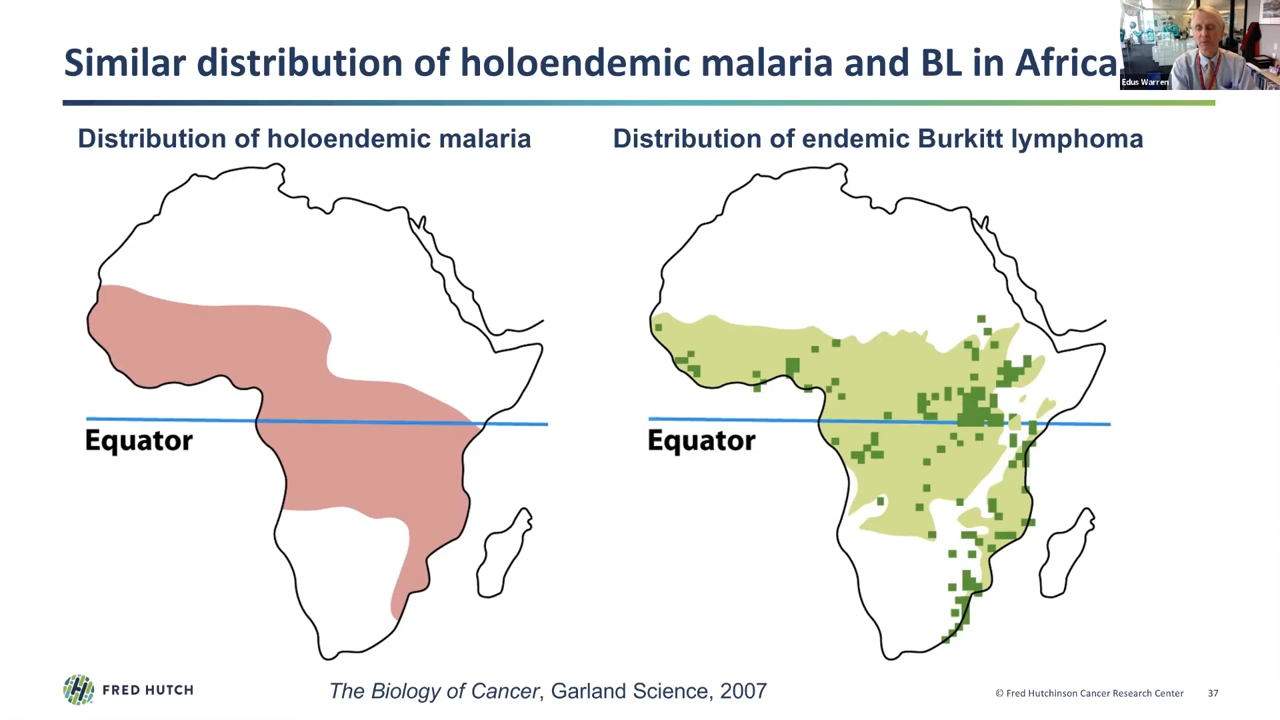 Similar distribution of holoendemic malaria and BL in Africa
Edus Warren
Distribution of holoendemic malaria
Distribution of endemic Burkitt lymphoma
Equator
Equator
FRED HUTCH
The Biology of Cancer, Garland Science, 2007
© Fred Hutchinson Cancer Research Center
37